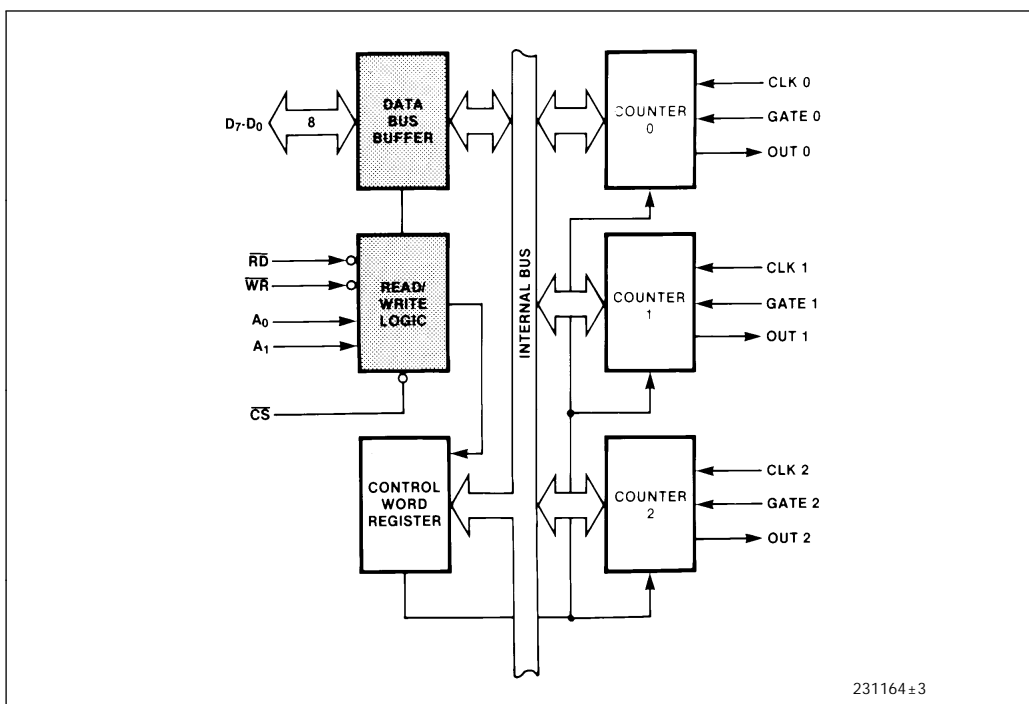 D7-D0
8
DATA
BUS
BUFFER
RD
WR
A0
A1
CS
READ/
WRITE
LOGIC
CONTROL
WORD
REGISTER
INTERNAL BUS
COUNTER
0
CLK 0
GATE 0
OUT 0
COUNTER
1
CLK 1
GATE 1
OUT 1
COUNTER
2
CLK 2
GATE 2
OUT 2
231164±3